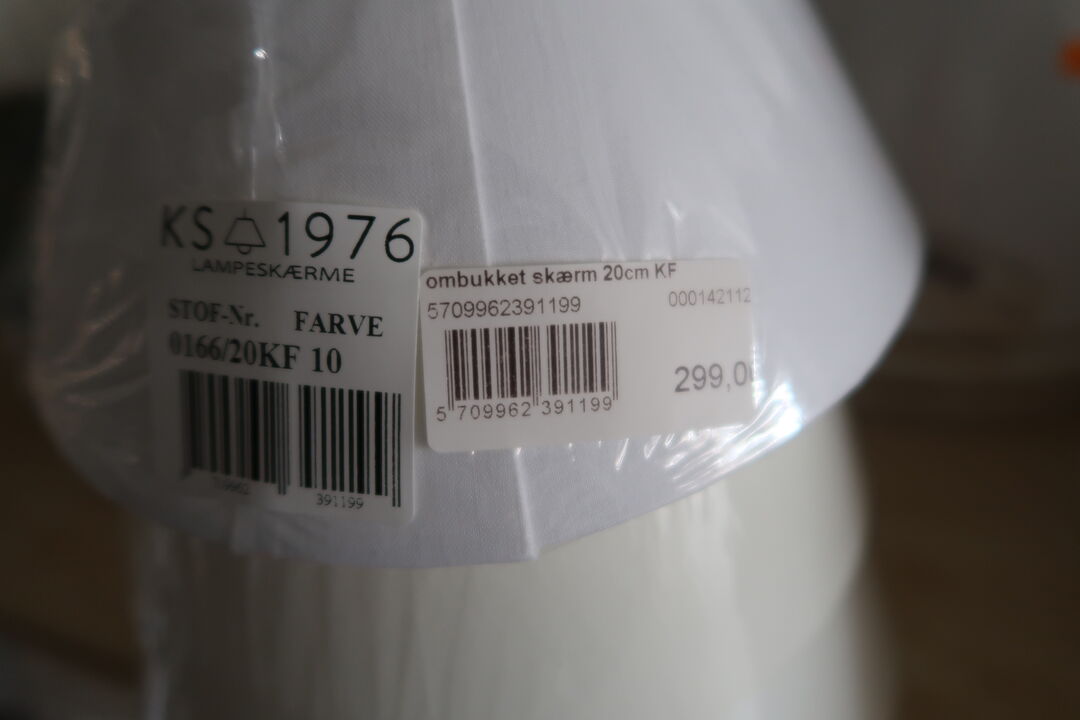 KS 1976
LAMPESKÆRME
STOF-Nr. FARVE
0166/20KF 10
391199
ombukket skærm 20cm KF
5709962391199 000142112
299,0
5 709962 391199